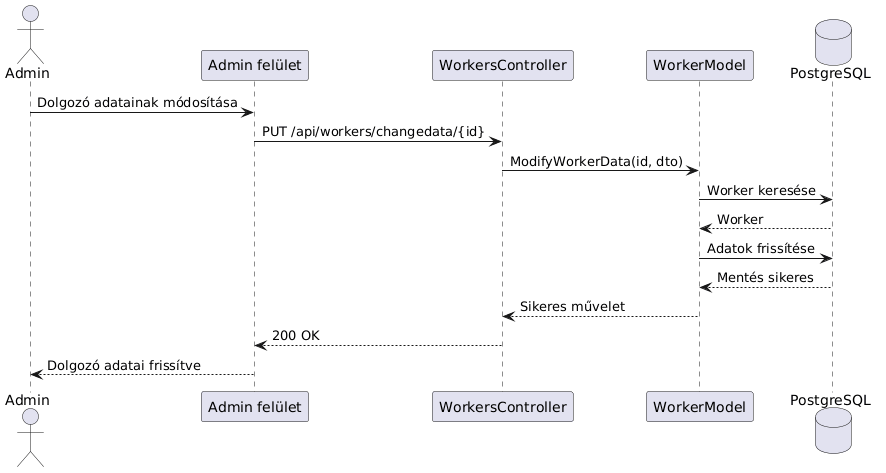 Admin
Admin felület
WorkersController
WorkerModel
PostgreSQL
Dolgozó adatainak módosítása
PUT /api/workers/changedata/{id}
ModifyWorkerData(id, dto)
Worker keresése
Worker
Adatok frissítése
Mentés sikeres
Sikeres művelet
200 OK
Dolgozó adatai frissítve
Admin
Admin felület
WorkersController
WorkerModel
PostgreSQL